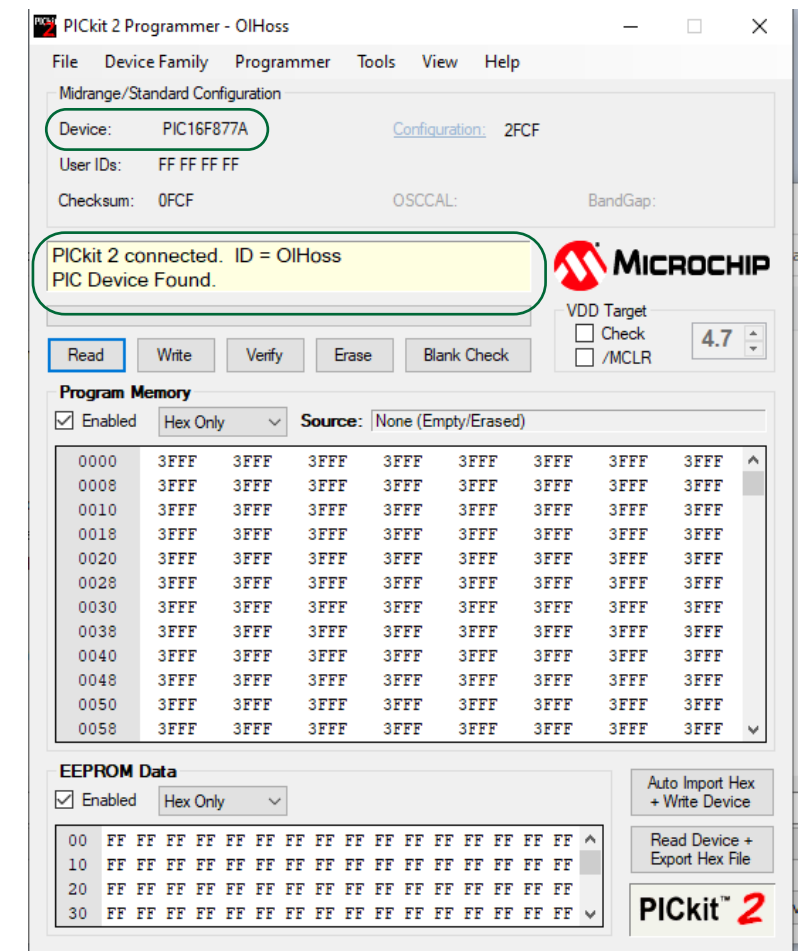 PICkit 2 Programmer - OlHoss
File Device Family Programmer Tools View Help
Midrange/Standard Configuration
Device: PIC16F877A Configuration: 2FCF
User IDs: FF FF FF FF
Checksum: 0FCF OSCCAL: BandGap:
PICkit 2 connected. ID = OlHoss
PIC Device Found.
MICROCHIP
VDD Target
Check
/MCLR
4.7
Read Write Verify Erase Blank Check
Program Memory
Enabled Hex Only Source: None (Empty/Erased)
0000 3FFF 3FFF 3FFF 3FFF 3FFF 3FFF 3FFF 3FFF
0008 3FFF 3FFF 3FFF 3FFF 3FFF 3FFF 3FFF 3FFF
0010 3FFF 3FFF 3FFF 3FFF 3FFF 3FFF 3FFF 3FFF
0018 3FFF 3FFF 3FFF 3FFF 3FFF 3FFF 3FFF 3FFF
0020 3FFF 3FFF 3FFF 3FFF 3FFF 3FFF 3FFF 3FFF
0028 3FFF 3FFF 3FFF 3FFF 3FFF 3FFF 3FFF 3FFF
0030 3FFF 3FFF 3FFF 3FFF 3FFF 3FFF 3FFF 3FFF
0038 3FFF 3FFF 3FFF 3FFF 3FFF 3FFF 3FFF 3FFF
0040 3FFF 3FFF 3FFF 3FFF 3FFF 3FFF 3FFF 3FFF
0048 3FFF 3FFF 3FFF 3FFF 3FFF 3FFF 3FFF 3FFF
0050 3FFF 3FFF 3FFF 3FFF 3FFF 3FFF 3FFF 3FFF
0058 3FFF 3FFF 3FFF 3FFF 3FFF 3FFF 3FFF 3FFF
EEPROM Data
Enabled Hex Only
00 FF FF FF FF FF FF FF FF FF FF FF FF FF FF FF FF
10 FF FF FF FF FF FF FF FF FF FF FF FF FF FF FF FF
20 FF FF FF FF FF FF FF FF FF FF FF FF FF FF FF FF
30 FF FF FF FF FF FF FF FF FF FF FF FF FF FF FF FF
Auto Import Hex
+ Write Device
Read Device +
Export Hex File
PICkit™ 2